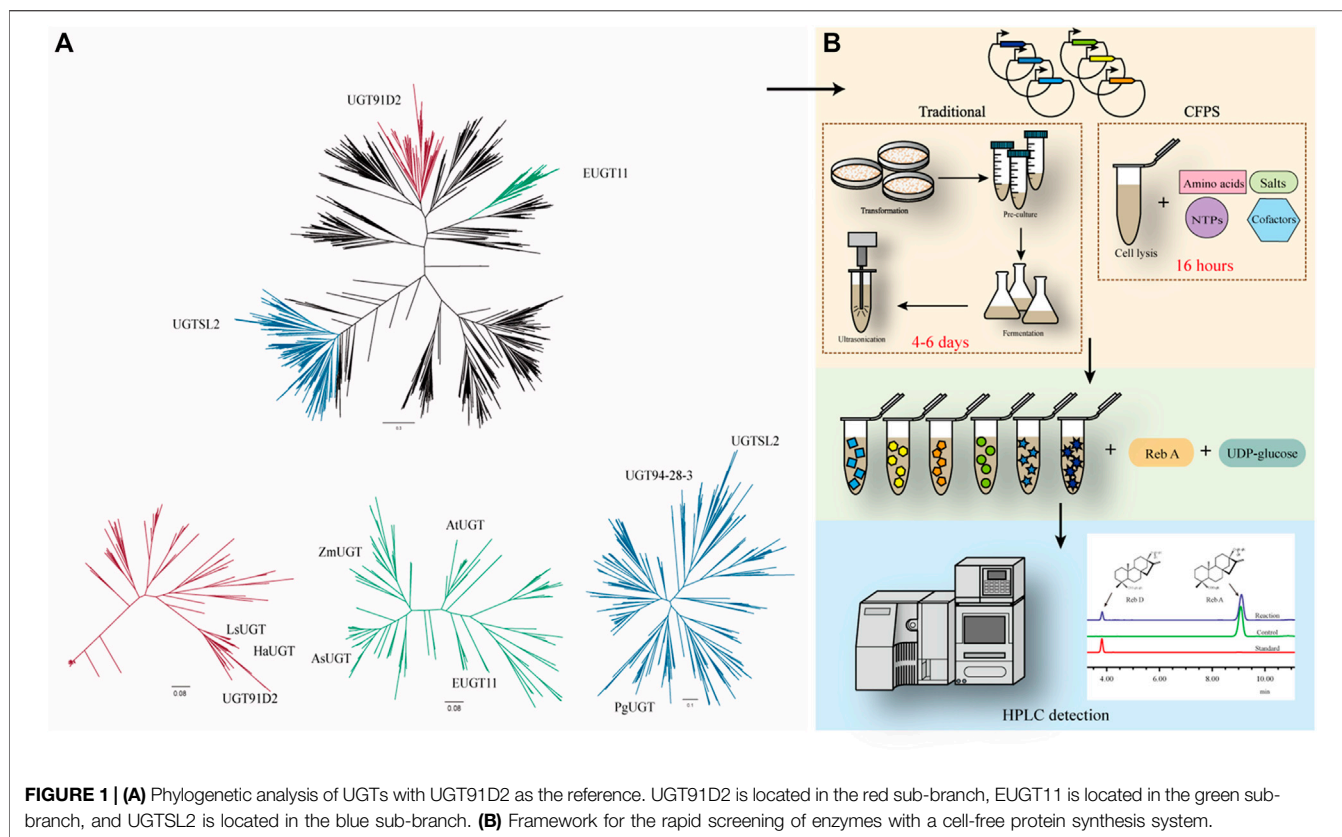 A
UGT91D2
EUGT11
UGTSL2
UGTSL2
UGT94-28-3
AtUGT
ZmUGT
LsUGT
HaUGT
AsUGT
UGT91D2
0.08
EUGT11
0.08
PgUGT
0.1
B
Traditional
CFPS
Transformation
Pre-culture
Amino acids
Salts
+
NTPs
Cofactors
Cell lysis
16 hours
Ultrasonication
Fermentation
4-6 days
+
Reb A
+
UDP-glucose
Reb D
Reb A
Reaction
Control
Standard
4.00 6.00 8.00 10.00
min
HPLC detection
FIGURE 1 | (A) Phylogenetic analysis of UGTs with UGT91D2 as the reference. UGT91D2 is located in the red sub-branch, EUGT11 is located in the green sub-
branch, and UGTSL2 is located in the blue sub-branch. (B) Framework for the rapid screening of enzymes with a cell-free protein synthesis system.